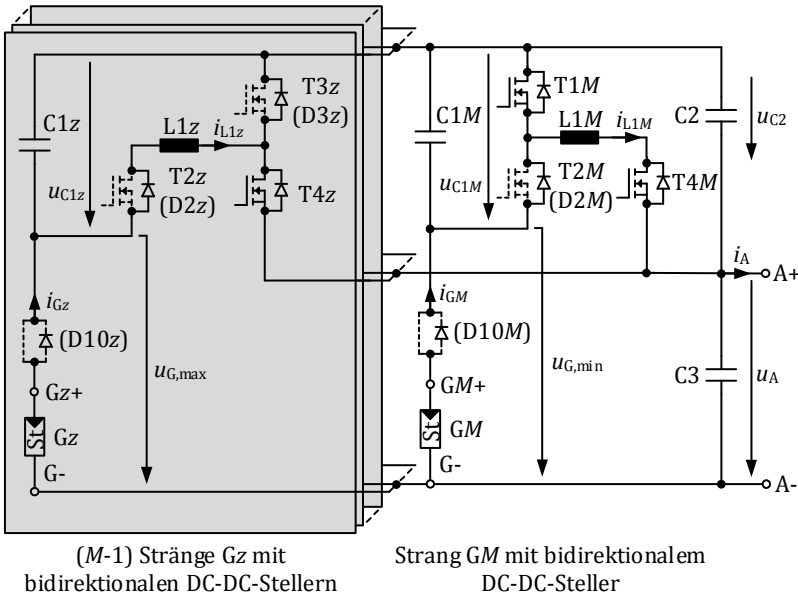 C1z
uC1z
L1z
iL1z
T2z
(D2z)
T3z
(D3z)
T4z
iGz
(D10z)
Gz+
St
Gz
G-
uG,max
C1M
uC1M
T1M
L1M
iL1M
T2M
(D2M)
T4M
C2
uC2
iA
A+
iGM
(D10M)
GM+
St
GM
G-
uG,min
C3
uA
A-
(M-1) Stränge Gz mit
bidirektionalen DC-DC-Stellern
Strang GM mit bidirektionalem
DC-DC-Steller